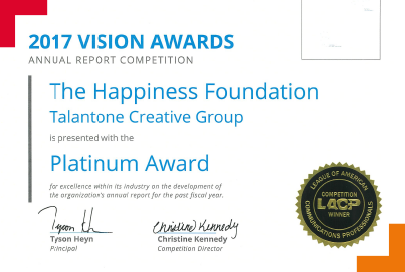 2017 VISION AWARDS
ANNUAL REPORT COMPETITION
The Happiness Foundation
Talantone Creative Group
is presented with the
Platinum Award
for excellence within its industry on the development of
the organization's annual report for the past fiscal year.
Tyson Heyn
Principal
Christine Kennedy
Christine Kennedy
Competition Director
LEAGUE OF AMERICAN
COMPETITION
LACP
WINNER
COMMUNICATIONS PROFESSIONALS